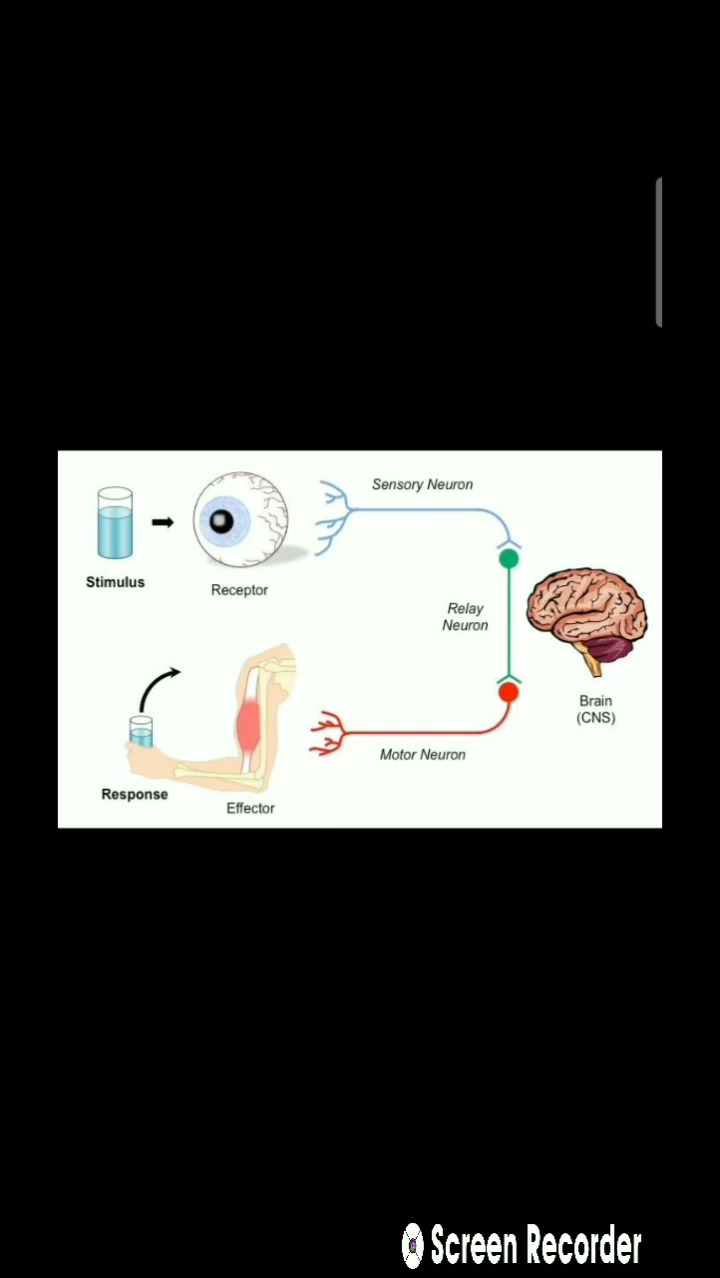 Sensory Neuron
Stimulus
Receptor
Relay
Neuron
Brain
(CNS)
Motor Neuron
Response
Effector
Screen Recorder